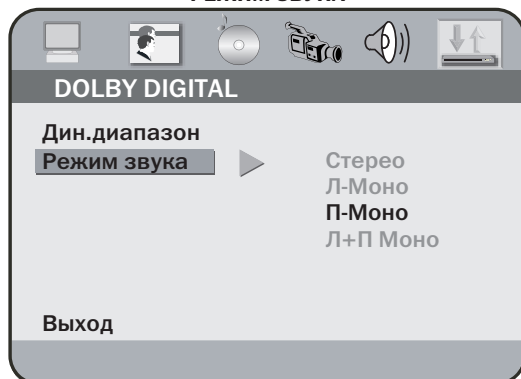 DOLBY DIGITAL
Дин.диапазон
Режим звука
Стерео
Л-Моно
П-Моно
Л+П Моно
Выход